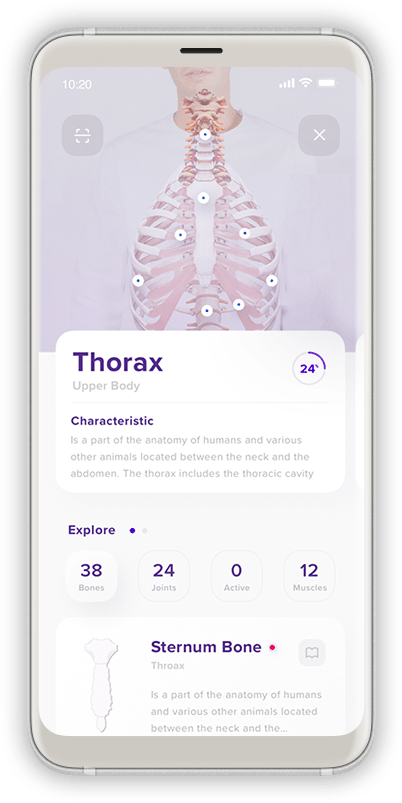 10:20
Thorax
24%
Upper Body
Characteristic
Is a part of the anatomy of humans and various
other animals located between the neck and the
abdomen. The thorax includes the thoracic cavity
Explore
38
Bones
24
Joints
0
Active
12
Muscles
Sternum Bone
Throax
Is a part of the anatomy of humans
and various other animals located
between the neck and the...